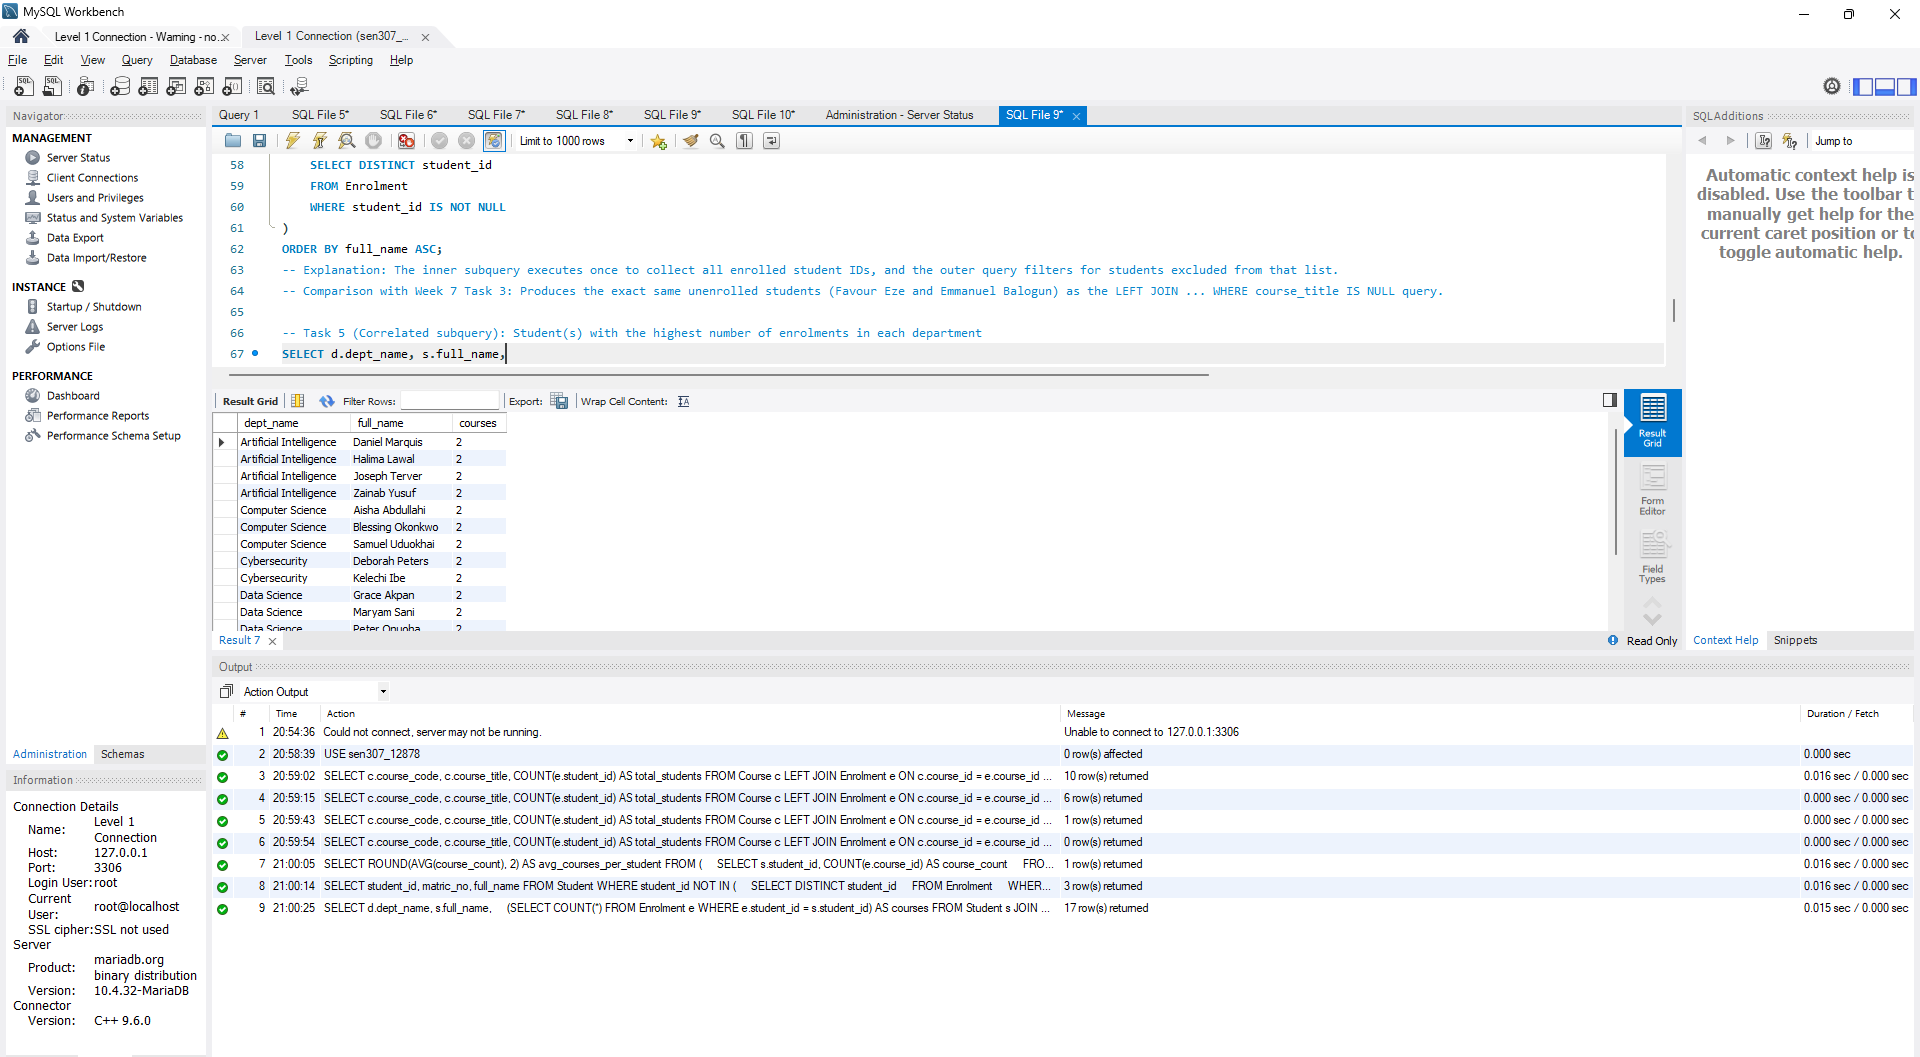 MySQL Workbench
Level 1 Connection - Warning - no...
Level 1 Connection (sen307_...
File Edit View Query Database Server Tools Scripting Help
Navigator
MANAGEMENT
Server Status
Client Connections
Users and Privileges
Status and System Variables
Data Export
Data Import/Restore
INSTANCE
Startup / Shutdown
Server Logs
Options File
PERFORMANCE
Dashboard
Performance Reports
Performance Schema Setup
Administration Schemas
Information
Connection Details
Name: Level 1 Connection
Host: 127.0.0.1
Port: 3306
Login User: root
Current User: root@localhost
SSL cipher: SSL not used
Server
Product: mariadb.org binary distribution
Version: 10.4.32-MariaDB
Connector
Version: C++ 9.6.0
Query 1 SQL File 5* SQL File 6* SQL File 7* SQL File 8* SQL File 9* SQL File 10* Administration - Server Status SQL File 9*
Limit to 1000 rows
58 SELECT DISTINCT student_id
59 FROM Enrolment
60 WHERE student_id IS NOT NULL
61 )
62 ORDER BY full_name ASC;
63 -- Explanation: The inner subquery executes once to collect all enrolled student IDs, and the outer query filters for students excluded from that list.
64 -- Comparison with Week 7 Task 3: Produces the exact same unenrolled students (Favour Eze and Emmanuel Balogun) as the LEFT JOIN ... WHERE course_title IS NULL query.
65
66 -- Task 5 (Correlated subquery): Student(s) with the highest number of enrolments in each department
67 SELECT d.dept_name, s.full_name,
Result Grid Filter Rows: Export: Wrap Cell Content:
dept_name full_name courses
Artificial Intelligence Daniel Marquis 2
Artificial Intelligence Halima Lawal 2
Artificial Intelligence Joseph Terver 2
Artificial Intelligence Zainab Yusuf 2
Computer Science Aisha Abdullahi 2
Computer Science Blessing Okonkwo 2
Computer Science Samuel Uduokhai 2
Cybersecurity Deborah Peters 2
Cybersecurity Kelechi Ibe 2
Data Science Grace Akpan 2
Data Science Maryam Sani 2
Data Science Peter Onuoha 2
Result Grid
Form Editor
Field Types
Result 7
Read Only
SQLAdditions
Jump to
Automatic context help is
disabled. Use the toolbar t
manually get help for the
current caret position or to
toggle automatic help.
Context Help Snippets
Output
Action Output
# Time Action Message Duration / Fetch
1 20:54:36 Could not connect, server may not be running. Unable to connect to 127.0.0.1:3306
2 20:58:39 USE sen307_12878 0 row(s) affected 0.000 sec
3 20:59:02 SELECT c.course_code, c.course_title, COUNT(e.student_id) AS total_students FROM Course c LEFT JOIN Enrolment e ON c.course_id = e.course_id ... 10 row(s) returned 0.016 sec / 0.000 sec
4 20:59:15 SELECT c.course_code, c.course_title, COUNT(e.student_id) AS total_students FROM Course c LEFT JOIN Enrolment e ON c.course_id = e.course_id ... 6 row(s) returned 0.016 sec / 0.000 sec
5 20:59:43 SELECT c.course_code, c.course_title, COUNT(e.student_id) AS total_students FROM Course c LEFT JOIN Enrolment e ON c.course_id = e.course_id ... 1 row(s) returned 0.000 sec / 0.000 sec
6 20:59:54 SELECT c.course_code, c.course_title, COUNT(e.student_id) AS total_students FROM Course c LEFT JOIN Enrolment e ON c.course_id = e.course_id ... 0 row(s) returned 0.000 sec / 0.000 sec
7 21:00:05 SELECT ROUND(AVG(course_count), 2) AS avg_courses_per_student FROM ( SELECT s.student_id, COUNT(e.course_id) AS course_count FRO... 1 row(s) returned 0.016 sec / 0.000 sec
8 21:00:14 SELECT student_id, matric_no, full_name FROM Student WHERE student_id NOT IN ( SELECT DISTINCT student_id FROM Enrolment WHER... 3 row(s) returned 0.016 sec / 0.000 sec
9 21:00:25 SELECT d.dept_name, s.full_name, (SELECT COUNT(*) FROM Enrolment e WHERE e.student_id = s.student_id) AS courses FROM Student s JOIN ... 17 row(s) returned 0.015 sec / 0.000 sec